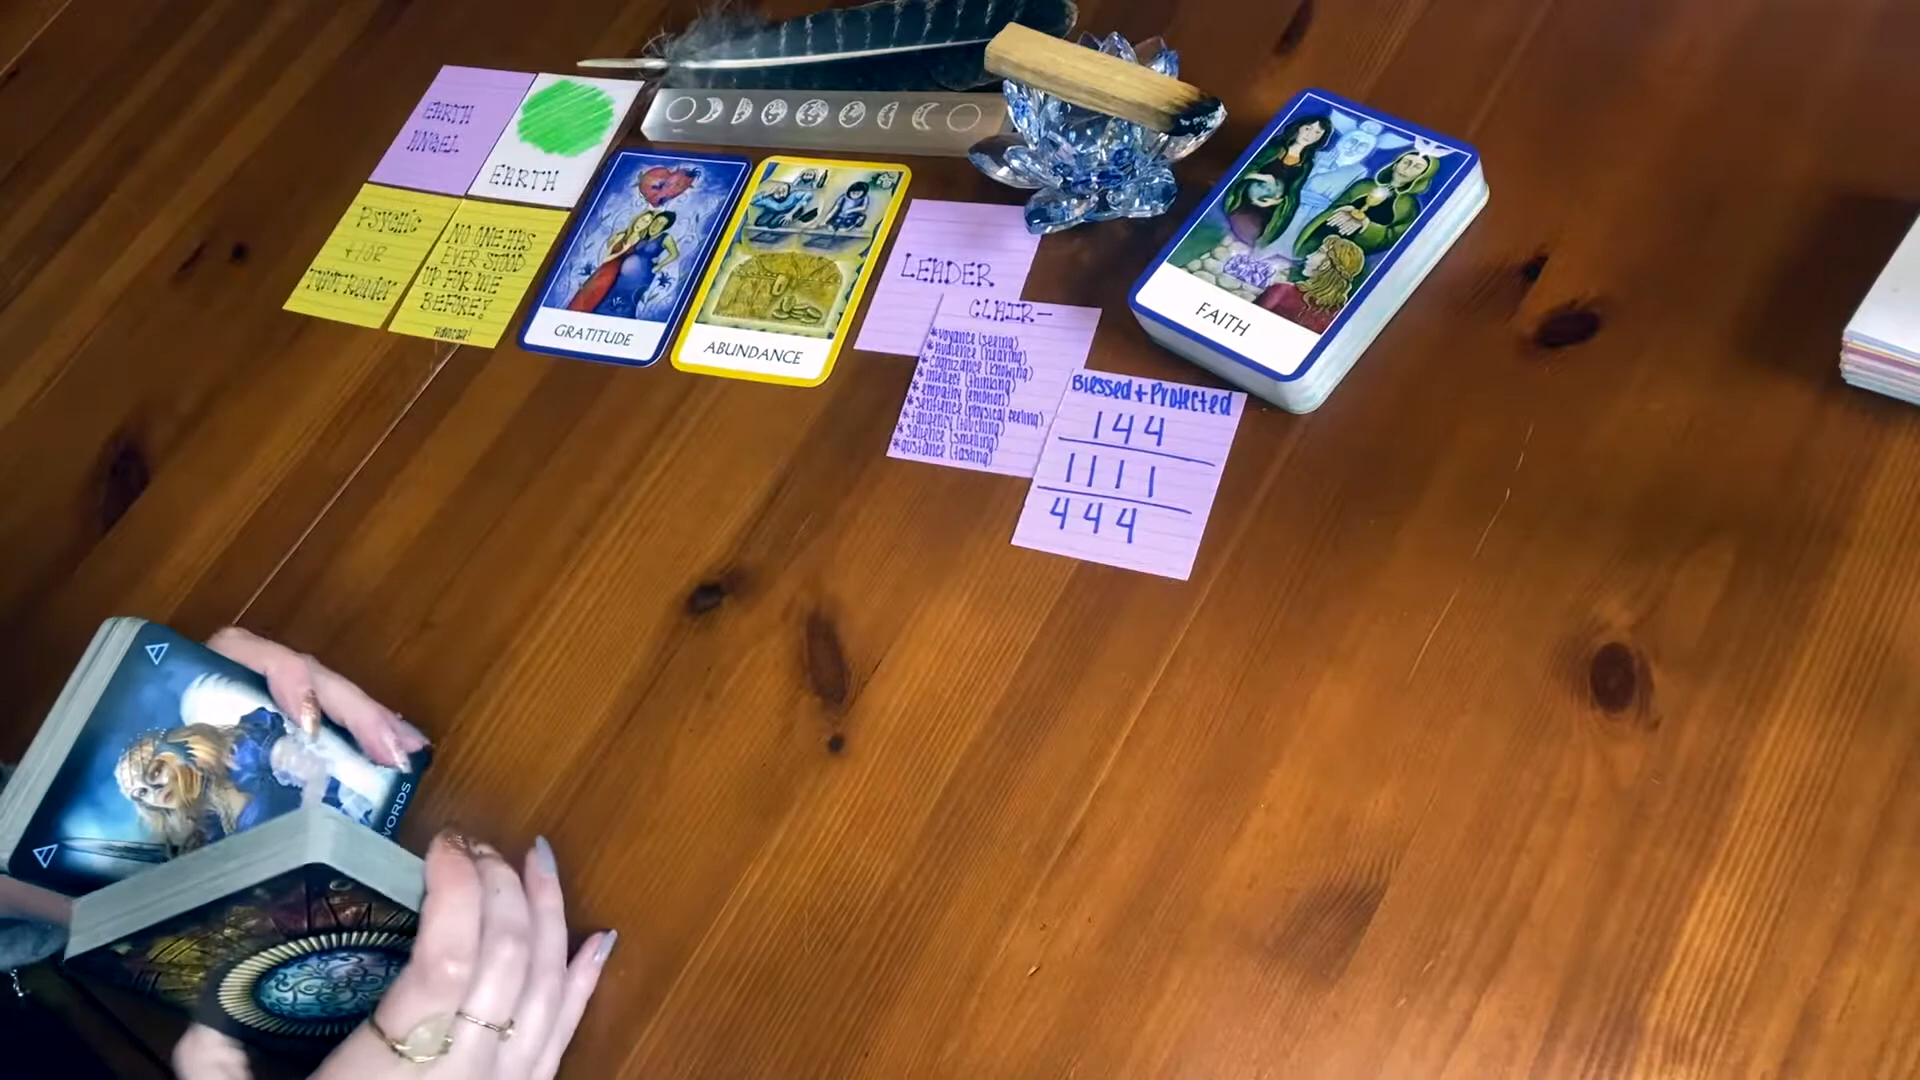 EARTH
ANGEL
EARTH
PSYCHIC
+/OR
TAROT Reader
NO ONE HAS
EVER STOOD
UP FOR ME
BEFORE!
GRATITUDE
ABUNDANCE
LEADER
CLAIR-
*voyance (seeing)
*audience (hearing)
*cognizance (knowing)
*intellect (thinking)
*empathy (emotion)
*sentience (physical feeling)
*tangency (touching)
*salience (smelling)
*gustance (tasting)
Blessed + Protected
144
1111
444
FAITH